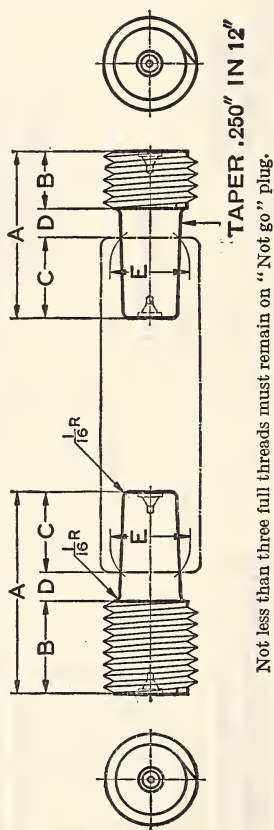 A
B
D
C
E
1/16 R
1/16 R
A
C
D
B
E
TAPER .250" IN 12"
Not less than three full threads must remain on "Not go" plug.